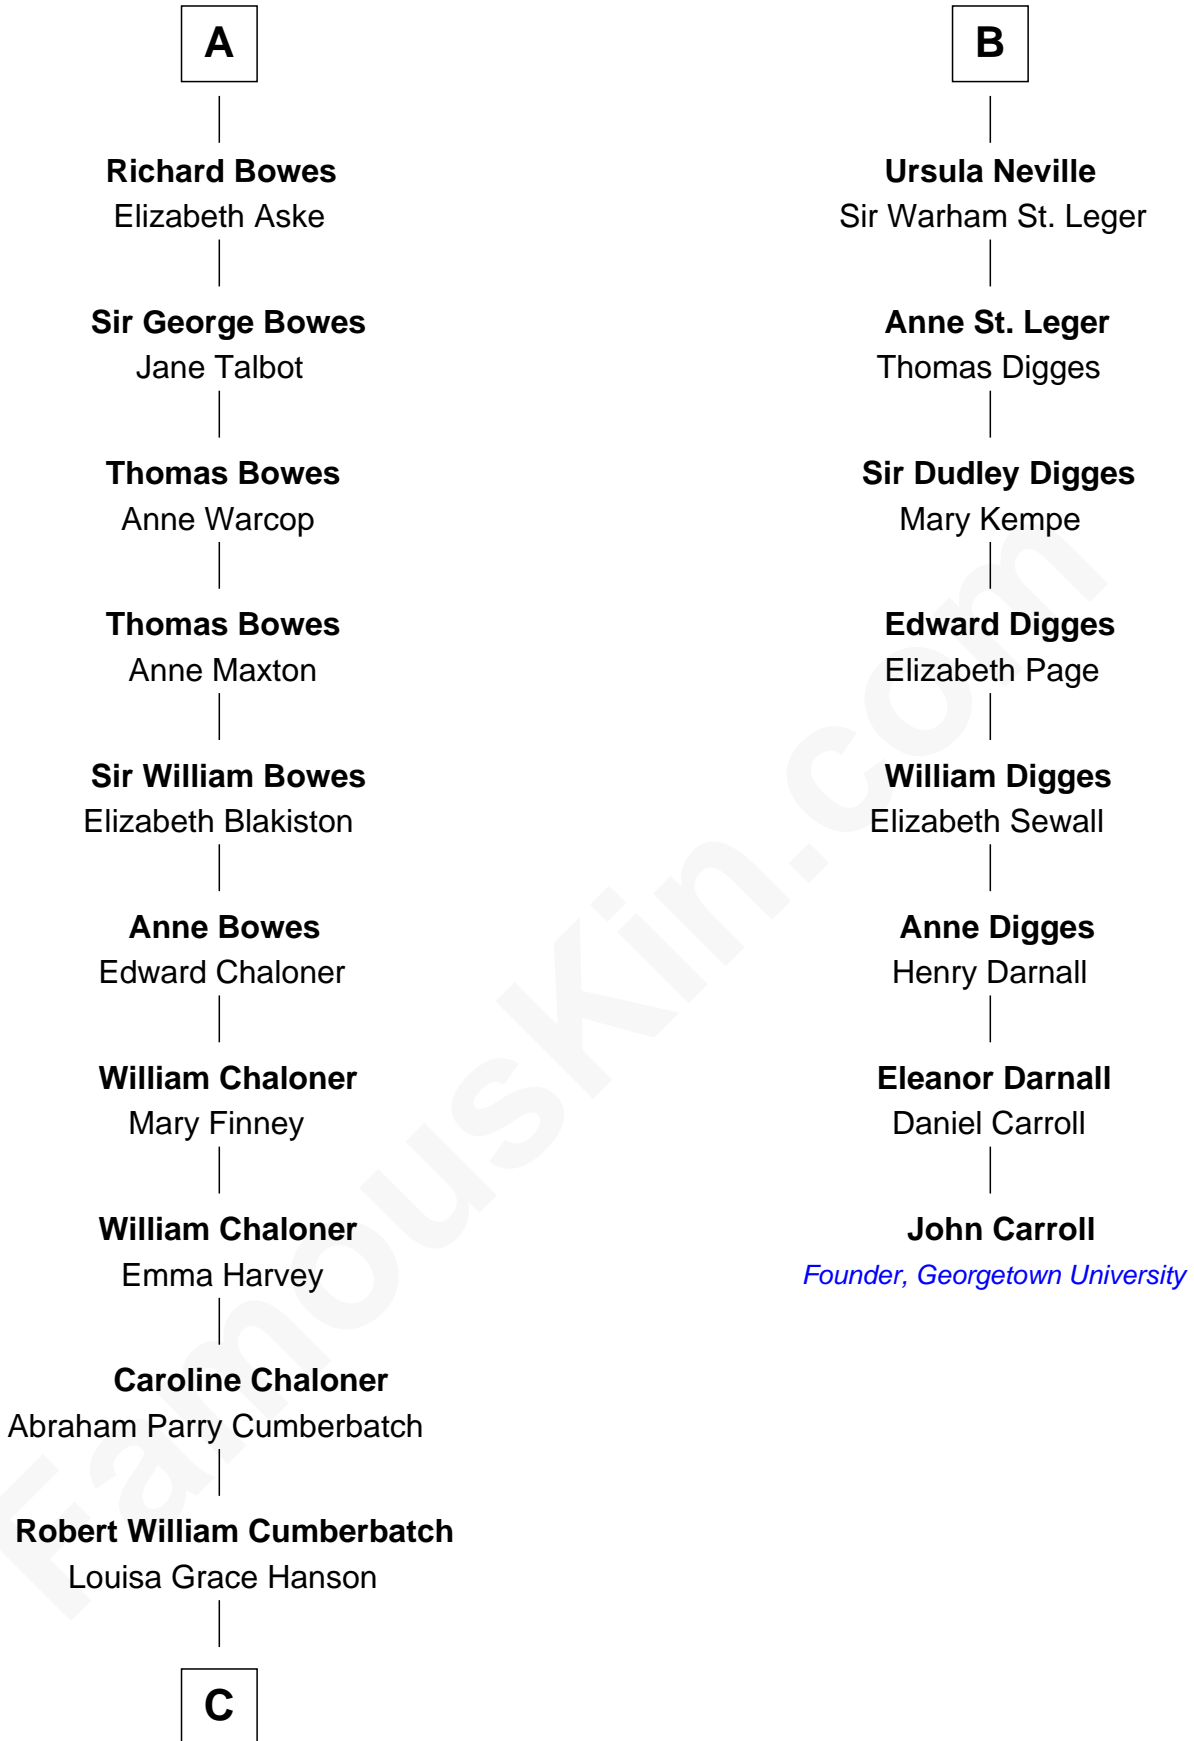 A
Richard Bowes
Elizabeth Aske
Sir George Bowes
Jane Talbot
Thomas Bowes
Anne Warcop
Thomas Bowes
Anne Maxton
Sir William Bowes
Elizabeth Blakiston
Anne Bowes
Edward Chaloner
William Chaloner
Mary Finney
William Chaloner
Emma Harvey
Caroline Chaloner
Abraham Parry Cumberbatch
Robert William Cumberbatch
Louisa Grace Hanson
C
B
Ursula Neville
Sir Warham St. Leger
Anne St. Leger
Thomas Digges
Sir Dudley Digges
Mary Kempe
Edward Digges
Elizabeth Page
William Digges
Elizabeth Sewall
Anne Digges
Henry Darnall
Eleanor Darnall
Daniel Carroll
John Carroll
Founder, Georgetown University
FamousKin.com